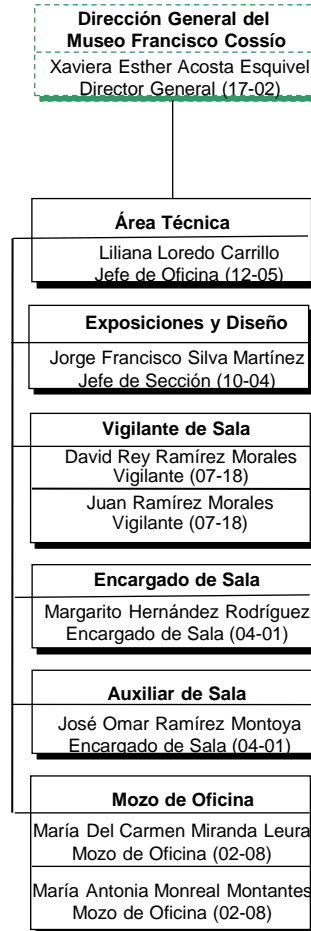 Dirección General del
Museo Francisco Cossío
Xaviera Esther Acosta Esquivel
Director General (17-02)
Área Técnica
Liliana Loredo Carrillo
Jefe de Oficina (12-05)
Exposiciones y Diseño
Jorge Francisco Silva Martínez
Jefe de Sección (10-04)
Vigilante de Sala
David Rey Ramírez Morales
Vigilante (07-18)
Juan Ramírez Morales
Vigilante (07-18)
Encargado de Sala
Margarito Hernández Rodríguez
Encargado de Sala (04-01)
Auxiliar de Sala
José Omar Ramírez Montoya
Encargado de Sala (04-01)
Mozo de Oficina
María Del Carmen Miranda Leura
Mozo de Oficina (02-08)
María Antonia Monreal Montantes
Mozo de Oficina (02-08)